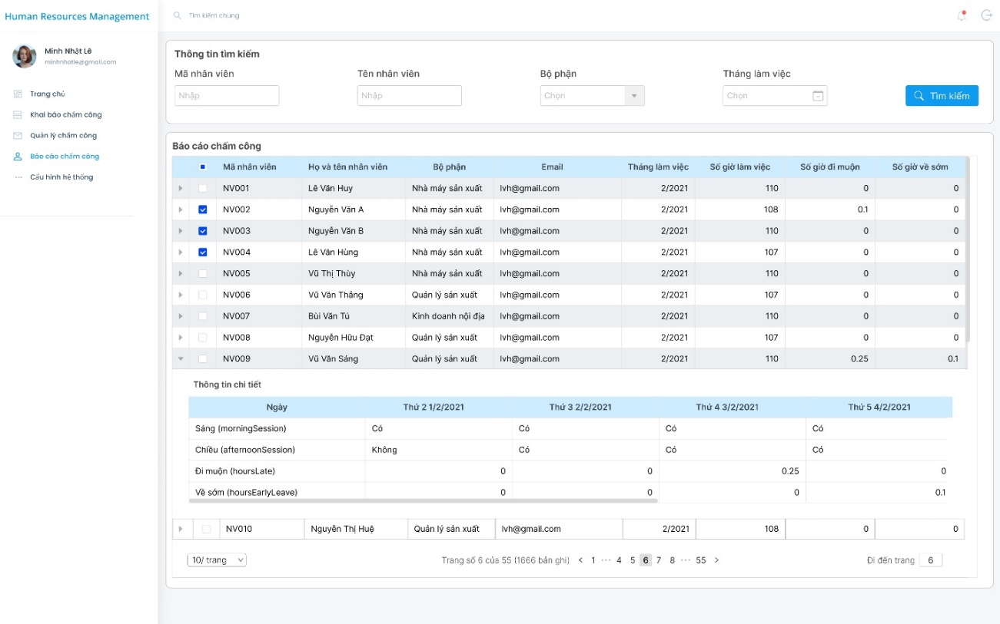 Human Resources Management
Tìm kiếm chung
Minh Nhật Lê
minhnhatle@gmail.com
Trang chủ
Khai báo chấm công
Quản lý chấm công
Báo cáo chấm công
Cấu hình hệ thống
Thông tin tìm kiếm
Mã nhân viên Tên nhân viên Bộ phận Tháng làm việc
Nhập Nhập Chọn Chọn Tìm kiếm
Báo cáo chấm công
Mã nhân viên Họ và tên nhân viên Bộ phận Email Tháng làm việc Số giờ làm việc Số giờ đi muộn Số giờ về sớm
NV001 Lê Văn Huy Nhà máy sản xuất lvh@gmail.com 2/2021 110 0 0
NV002 Nguyễn Văn A Nhà máy sản xuất lvh@gmail.com 2/2021 108 0.1 0
NV003 Nguyễn Văn B Nhà máy sản xuất lvh@gmail.com 2/2021 110 0 0
NV004 Lê Văn Hùng Nhà máy sản xuất lvh@gmail.com 2/2021 107 0 0
NV005 Vũ Thị Thùy Nhà máy sản xuất lvh@gmail.com 2/2021 110 0 0
NV006 Vũ Văn Thắng Quản lý sản xuất lvh@gmail.com 2/2021 107 0 0
NV007 Bùi Văn Tú Kinh doanh nội địa lvh@gmail.com 2/2021 110 0 0
NV008 Nguyễn Hữu Đạt Quản lý sản xuất lvh@gmail.com 2/2021 107 0 0
NV009 Vũ Văn Sáng Quản lý sản xuất lvh@gmail.com 2/2021 110 0.25 0.1
Thông tin chi tiết
Ngày Thứ 2 1/2/2021 Thứ 3 2/2/2021 Thứ 4 3/2/2021 Thứ 5 4/2/2021
Sáng (morningSession) Có Có Có Có
Chiều (afternoonSession) Không Có Có Có
Đi muộn (hoursLate) 0 0 0.25 0
Về sớm (hoursEarlyLeave) 0 0 0 0.1
NV010 Nguyễn Thị Huệ Quản lý sản xuất lvh@gmail.com 2/2021 108 0 0
10/ trang Trang số 6 của 55 (1666 bản ghi) < 1 ··· 4 5 6 7 8 ··· 55 > Đi đến trang 6